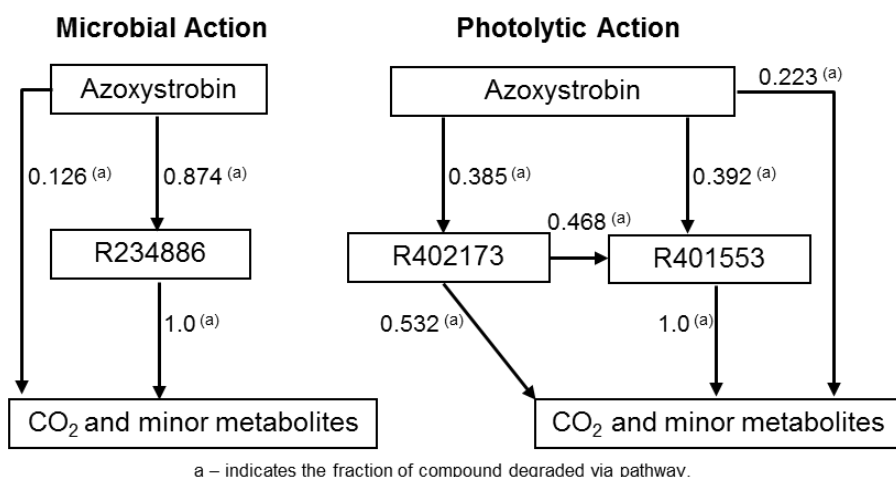 Microbial Action
Azoxystrobin
0.126 (a)
0.874 (a)
R234886
1.0 (a)
CO2 and minor metabolites
Photolytic Action
Azoxystrobin
0.223 (a)
0.385 (a)
0.392 (a)
0.468 (a)
R402173
R401553
0.532 (a)
1.0 (a)
CO2 and minor metabolites
a – indicates the fraction of compound degraded via pathway.